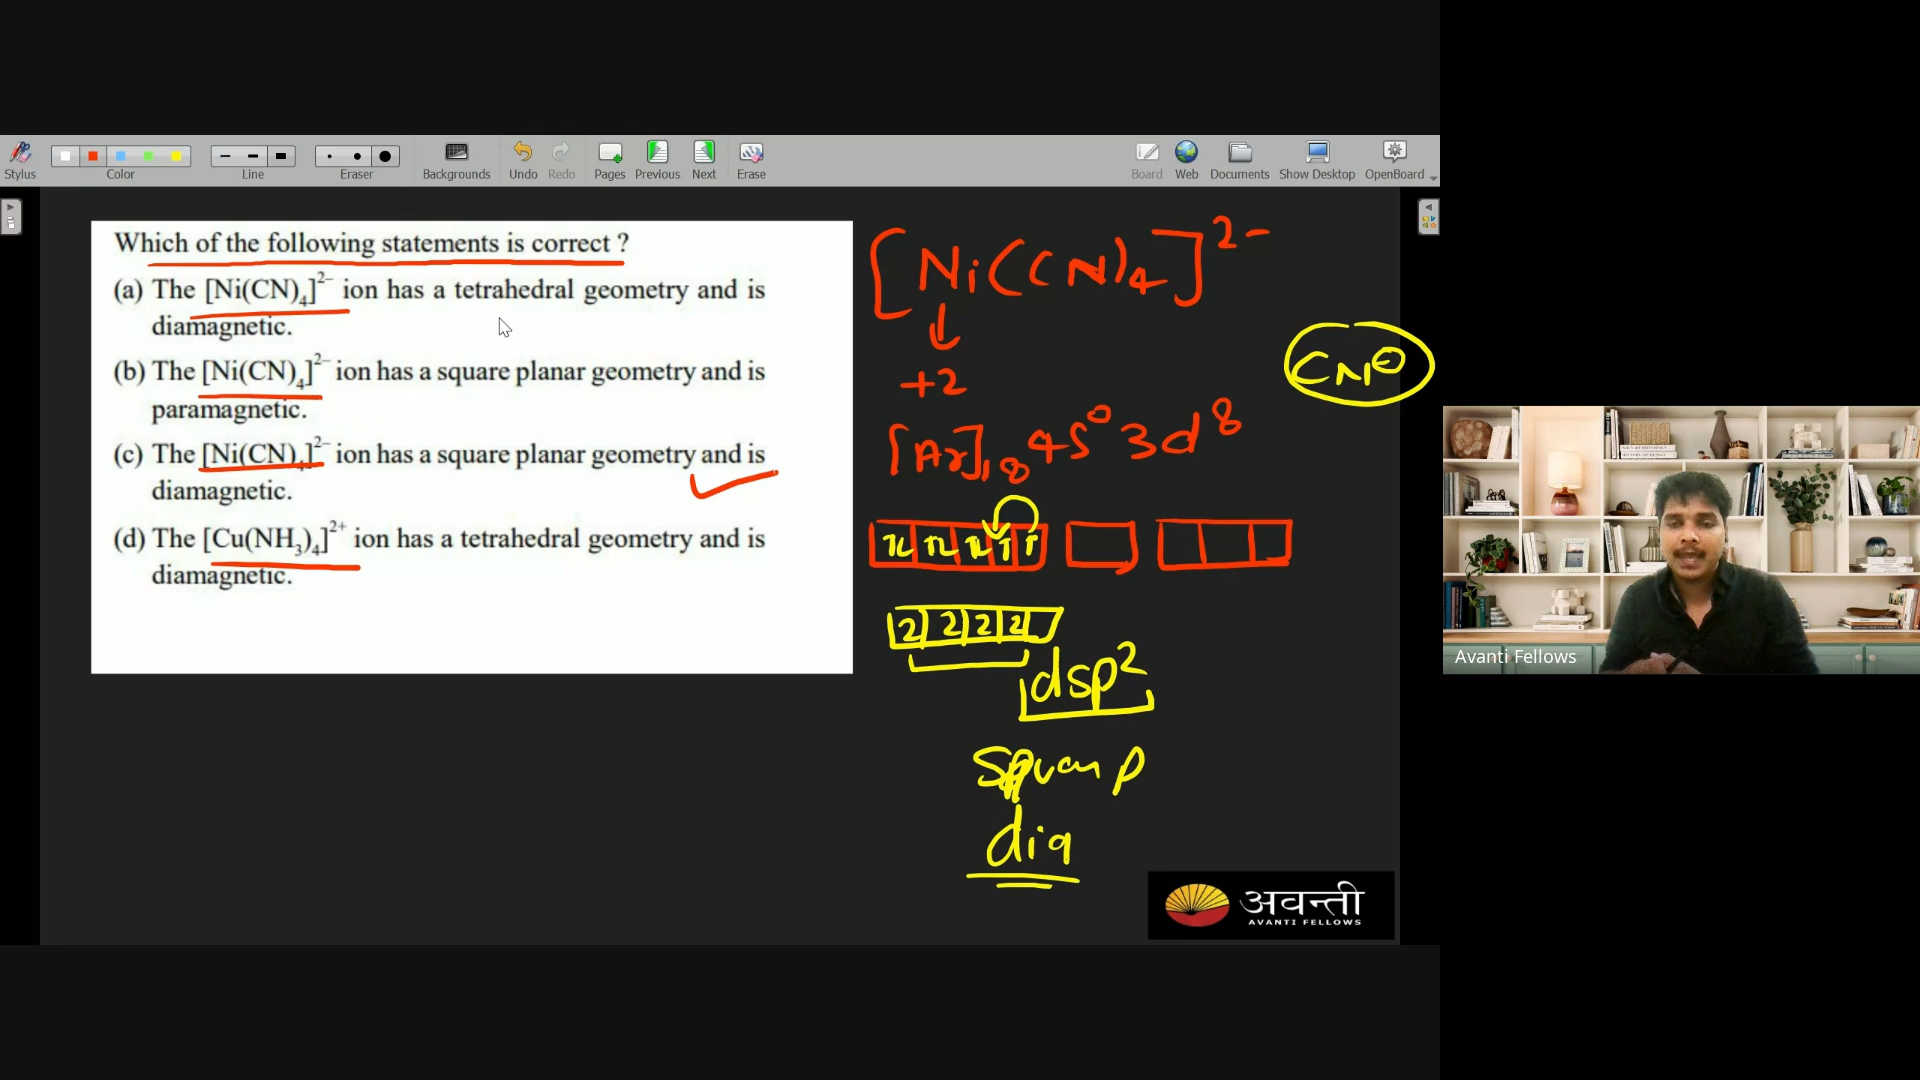 Stylus
Color
Line
Eraser
Backgrounds
Undo
Redo
Pages
Previous
Next
Erase
Board
Web
Documents
Show Desktop
OpenBoard
Which of the following statements is correct ?
(a) The [Ni(CN)₄]²⁻ ion has a tetrahedral geometry and is
diamagnetic.
(b) The [Ni(CN)₄]²⁻ ion has a square planar geometry and is
paramagnetic.
(c) The [Ni(CN)₄]²⁻ ion has a square planar geometry and is
diamagnetic.
(d) The [Cu(NH₃)₄]²⁺ ion has a tetrahedral geometry and is
diamagnetic.
[Ni(CN)₄]²⁻
↓
+2
CN⊖
[Ar]₁₈ 4S⁰ 3d⁸
2 2 2 2
dsp²
dia
अवन्ती
AVANTI FELLOWS
Avanti Fellows